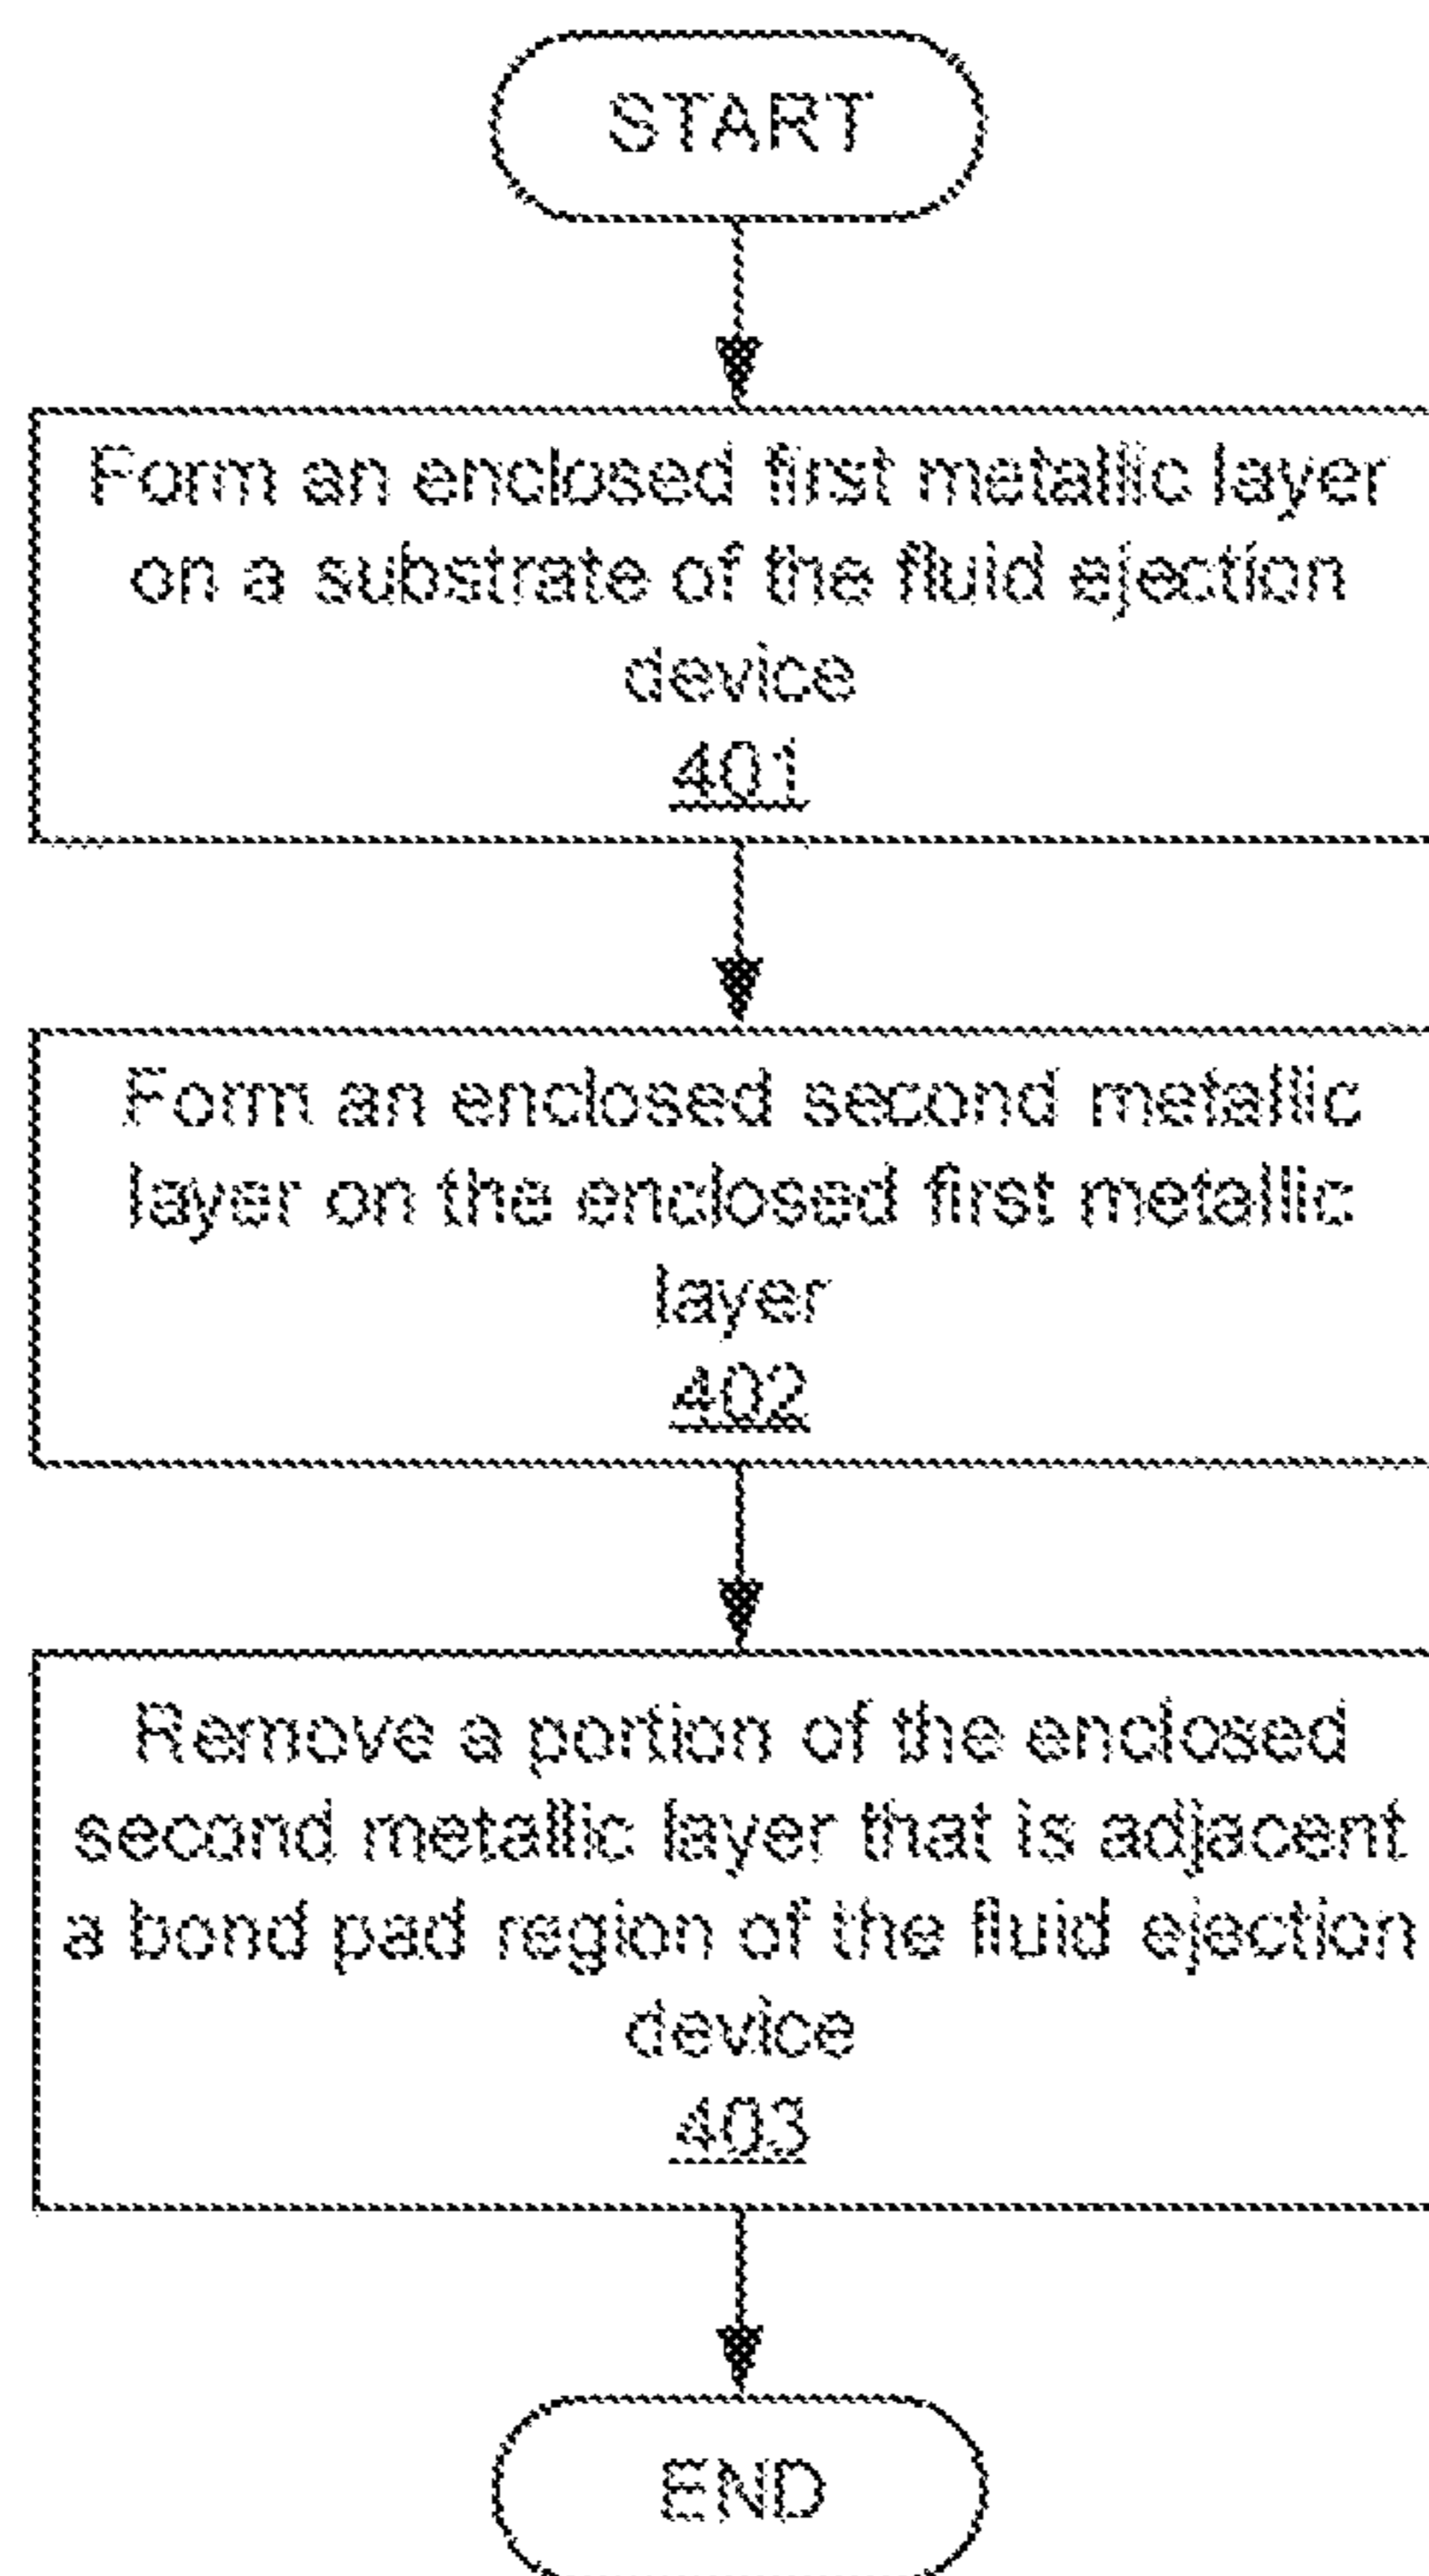 START
Form an enclosed first metallic layer
on a substrate of the fluid ejection
device
401
Form an enclosed second metallic
layer on the enclosed first metallic
layer
402
Remove a portion of the enclosed
second metallic layer that is adjacent
a bond pad region of the fluid ejection
device
403
END